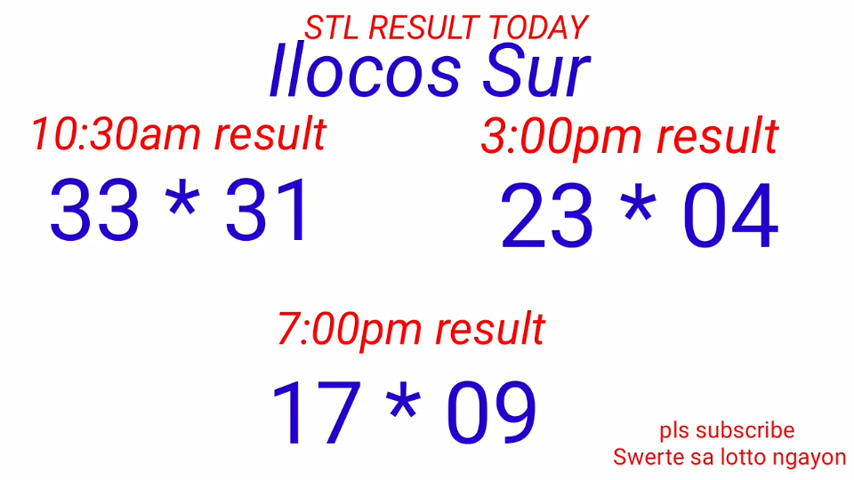 STL RESULT TODAY
Ilocos Sur
10:30am result
33 * 31
3:00pm result
23 * 04
7:00pm result
17 * 09
pls subscribe
Swerte sa lotto ngayon